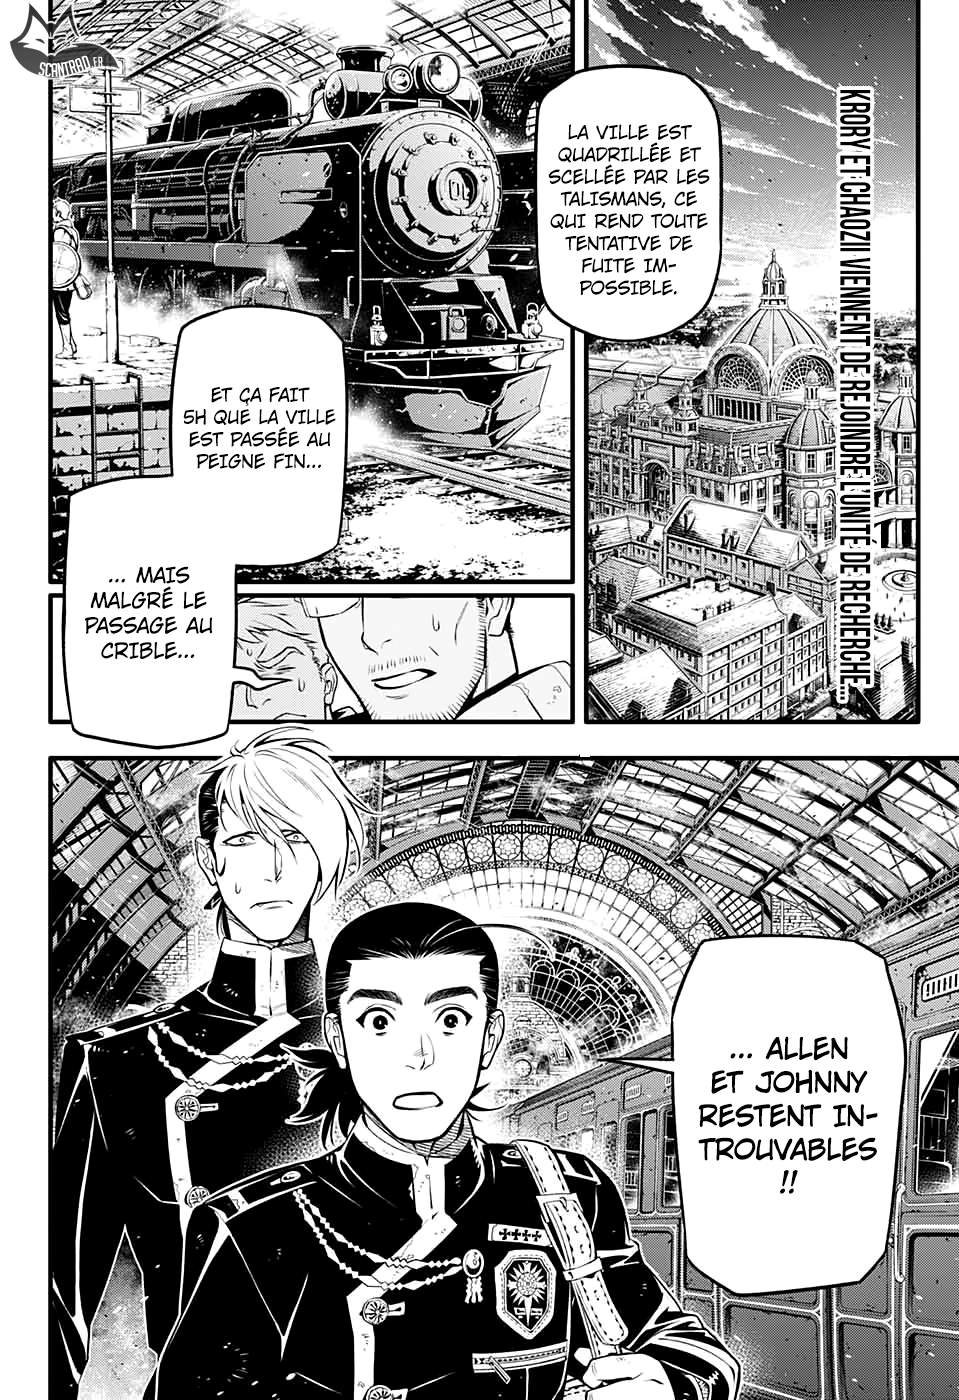 SCANTRAD.FR
KRORY ET CHAOZII VIENNENT DE REJOINDRE L'UNITÉ DE RECHERCHE...
LA VILLE EST
QUADRILLÉE ET
SCELLÉE PAR LES
TALISMANS, CE
QUI REND TOUTE
TENTATIVE DE
FUITE IM-
POSSIBLE.
ET ÇA FAIT
5H QUE LA VILLE
EST PASSÉE AU
PEIGNE FIN...
... MAIS
MALGRÉ LE
PASSAGE AU
CRIBLE...
... ALLEN
ET JOHNNY
RESTENT IN-
TROUVABLES
!!